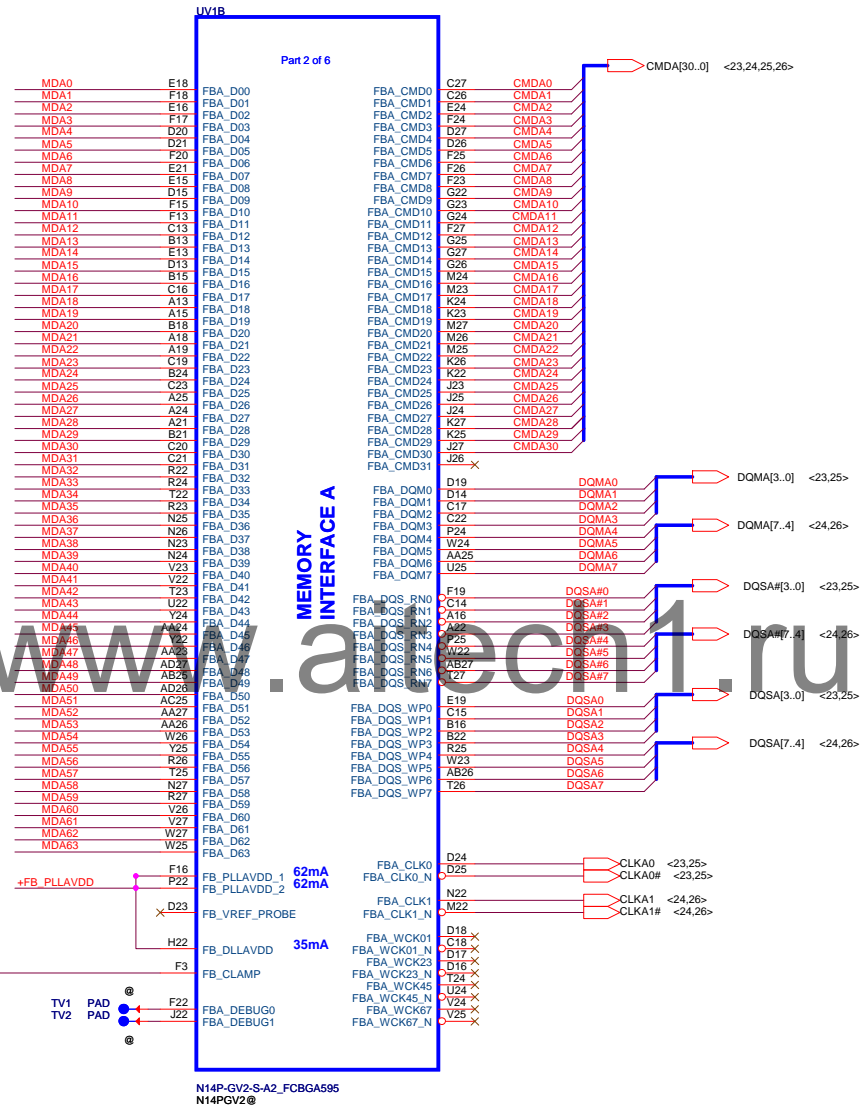 UV1B
Part 2 of 6
MEMORY
INTERFACE A
MDA0 E18 FBA_D00
MDA1 F18 FBA_D01
MDA2 E16 FBA_D02
MDA3 F17 FBA_D03
MDA4 D20 FBA_D04
MDA5 D21 FBA_D05
MDA6 F20 FBA_D06
MDA7 E21 FBA_D07
MDA8 E15 FBA_D08
MDA9 D15 FBA_D09
MDA10 F15 FBA_D10
MDA11 F13 FBA_D11
MDA12 C13 FBA_D12
MDA13 B13 FBA_D13
MDA14 E13 FBA_D14
MDA15 D13 FBA_D15
MDA16 B15 FBA_D16
MDA17 C16 FBA_D17
MDA18 A13 FBA_D18
MDA19 A15 FBA_D19
MDA20 B18 FBA_D20
MDA21 A18 FBA_D21
MDA22 A19 FBA_D22
MDA23 C19 FBA_D23
MDA24 B24 FBA_D24
MDA25 C23 FBA_D25
MDA26 A25 FBA_D26
MDA27 A24 FBA_D27
MDA28 A21 FBA_D28
MDA29 B21 FBA_D29
MDA30 C20 FBA_D30
MDA31 C21 FBA_D31
MDA32 R22 FBA_D32
MDA33 R24 FBA_D33
MDA34 T22 FBA_D34
MDA35 R23 FBA_D35
MDA36 N25 FBA_D36
MDA37 N26 FBA_D37
MDA38 N23 FBA_D38
MDA39 N24 FBA_D39
MDA40 V23 FBA_D40
MDA41 V22 FBA_D41
MDA42 T23 FBA_D42
MDA43 U22 FBA_D43
MDA44 Y24 FBA_D44
MDA45 AA24 FBA_D45
MDA46 Y22 FBA_D46
MDA47 AA23 FBA_D47
MDA48 AD27 FBA_D48
MDA49 AB25 FBA_D49
MDA50 AD26 FBA_D50
MDA51 AC25 FBA_D51
MDA52 AA27 FBA_D52
MDA53 AA26 FBA_D53
MDA54 W26 FBA_D54
MDA55 Y25 FBA_D55
MDA56 R26 FBA_D56
MDA57 T25 FBA_D57
MDA58 N27 FBA_D58
MDA59 R27 FBA_D59
MDA60 V26 FBA_D60
MDA61 V27 FBA_D61
MDA62 W27 FBA_D62
MDA63 W25 FBA_D63
+FB_PLLAVDD
F16 FB_PLLAVDD_1 62mA
P22 FB_PLLAVDD_2 62mA
D23 FB_VREF_PROBE
H22 FB_DLLAVDD 35mA
F3 FB_CLAMP
@
TV1 PAD F22 FBA_DEBUG0
TV2 PAD J22 FBA_DEBUG1
@
FBA_CMD0 C27 CMDA0
FBA_CMD1 C26 CMDA1
FBA_CMD2 E24 CMDA2
FBA_CMD3 F24 CMDA3
FBA_CMD4 D27 CMDA4
FBA_CMD5 D26 CMDA5
FBA_CMD6 F25 CMDA6
FBA_CMD7 F26 CMDA7
FBA_CMD8 F23 CMDA8
FBA_CMD9 G22 CMDA9
FBA_CMD10 G23 CMDA10
FBA_CMD11 G24 CMDA11
FBA_CMD12 F27 CMDA12
FBA_CMD13 G25 CMDA13
FBA_CMD14 G27 CMDA14
FBA_CMD15 G26 CMDA15
FBA_CMD16 M24 CMDA16
FBA_CMD17 M23 CMDA17
FBA_CMD18 K24 CMDA18
FBA_CMD19 K23 CMDA19
FBA_CMD20 M27 CMDA20
FBA_CMD21 M26 CMDA21
FBA_CMD22 M25 CMDA22
FBA_CMD23 K26 CMDA23
FBA_CMD24 K22 CMDA24
FBA_CMD25 J23 CMDA25
FBA_CMD26 J25 CMDA26
FBA_CMD27 J24 CMDA27
FBA_CMD28 K27 CMDA28
FBA_CMD29 K25 CMDA29
FBA_CMD30 J27 CMDA30
FBA_CMD31 J26
CMDA[30..0] <23,24,25,26>
FBA_DQM0 D19 DQMA0
FBA_DQM1 D14 DQMA1
FBA_DQM2 C17 DQMA2
FBA_DQM3 C22 DQMA3
FBA_DQM4 P24 DQMA4
FBA_DQM5 W24 DQMA5
FBA_DQM6 AA25 DQMA6
FBA_DQM7 U25 DQMA7
DQMA[3..0] <23,25>
DQMA[7..4] <24,26>
FBA_DQS_RN0 F19 DQSA#0
FBA_DQS_RN1 C14 DQSA#1
FBA_DQS_RN2 A16 DQSA#2
FBA_DQS_RN3 A22 DQSA#3
FBA_DQS_RN4 P25 DQSA#4
FBA_DQS_RN5 W22 DQSA#5
FBA_DQS_RN6 AB27 DQSA#6
FBA_DQS_RN7 T27 DQSA#7
DQSA#[3..0] <23,25>
DQSA#[7..4] <24,26>
FBA_DQS_WP0 E19 DQSA0
FBA_DQS_WP1 C15 DQSA1
FBA_DQS_WP2 B16 DQSA2
FBA_DQS_WP3 B22 DQSA3
FBA_DQS_WP4 R25 DQSA4
FBA_DQS_WP5 W23 DQSA5
FBA_DQS_WP6 AB26 DQSA6
FBA_DQS_WP7 T26 DQSA7
DQSA[3..0] <23,25>
DQSA[7..4] <24,26>
FBA_CLK0 D24 CLKA0 <23,25>
FBA_CLK0_N D25 CLKA0# <23,25>
FBA_CLK1 N22 CLKA1 <24,26>
FBA_CLK1_N M22 CLKA1# <24,26>
FBA_WCK01 D18
FBA_WCK01_N C18
FBA_WCK23 D17
FBA_WCK23_N D16
FBA_WCK45 T24
FBA_WCK45_N U24
FBA_WCK67 V24
FBA_WCK67_N V25
N14P-GV2-S-A2_FCBGA595
N14PGV2@
www.aitech1.ru